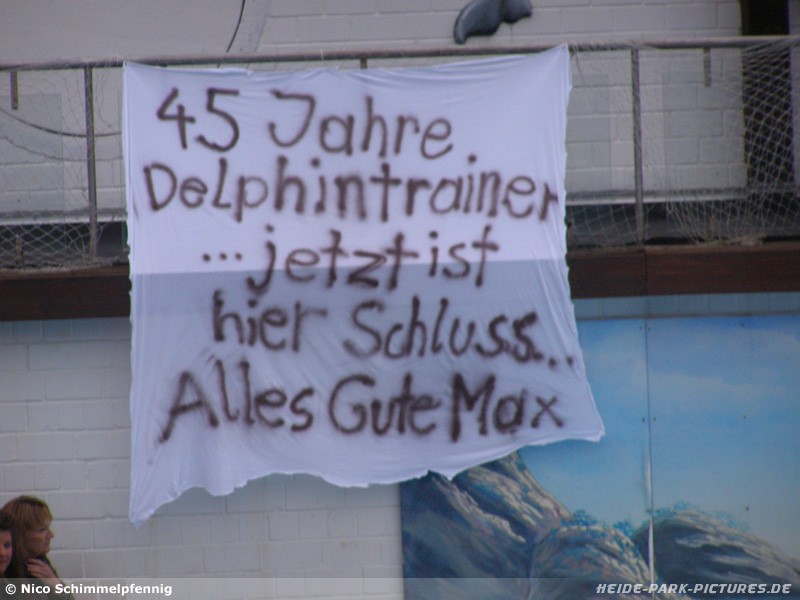 45 Jahre
Delphintrainer
...jetzt ist
hier Schluss...
Alles Gute Max
© Nico Schimmelpfennig
HEIDE-PARK-PICTURES.DE